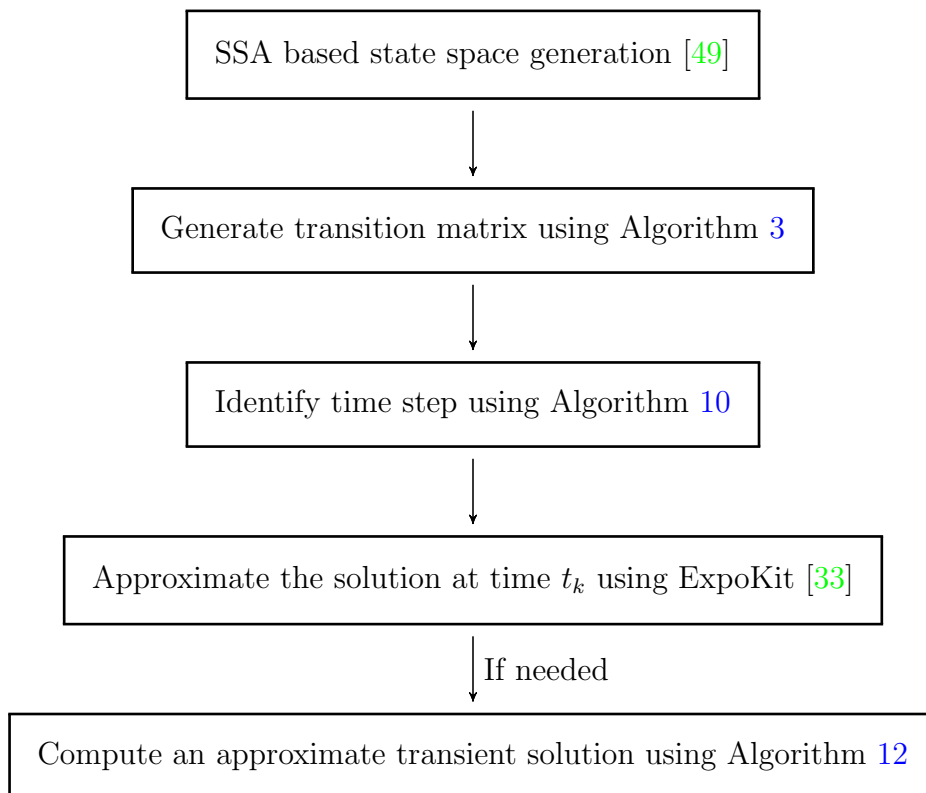 SSA based state space generation [49]
Generate transition matrix using Algorithm 3
Identify time step using Algorithm 10
Approximate the solution at time t_k using ExpoKit [33]
If needed
Compute an approximate transient solution using Algorithm 12